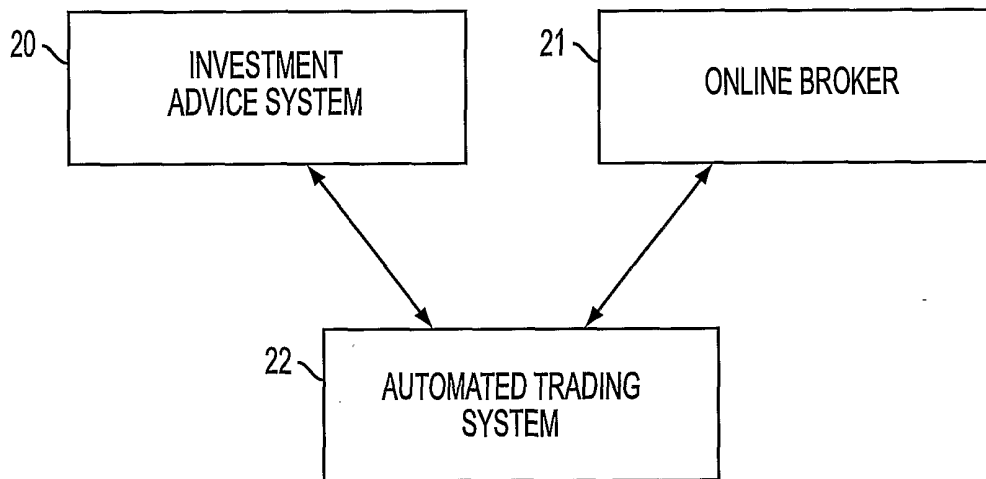 20
INVESTMENT
ADVICE SYSTEM
21
ONLINE BROKER
22
AUTOMATED TRADING
SYSTEM